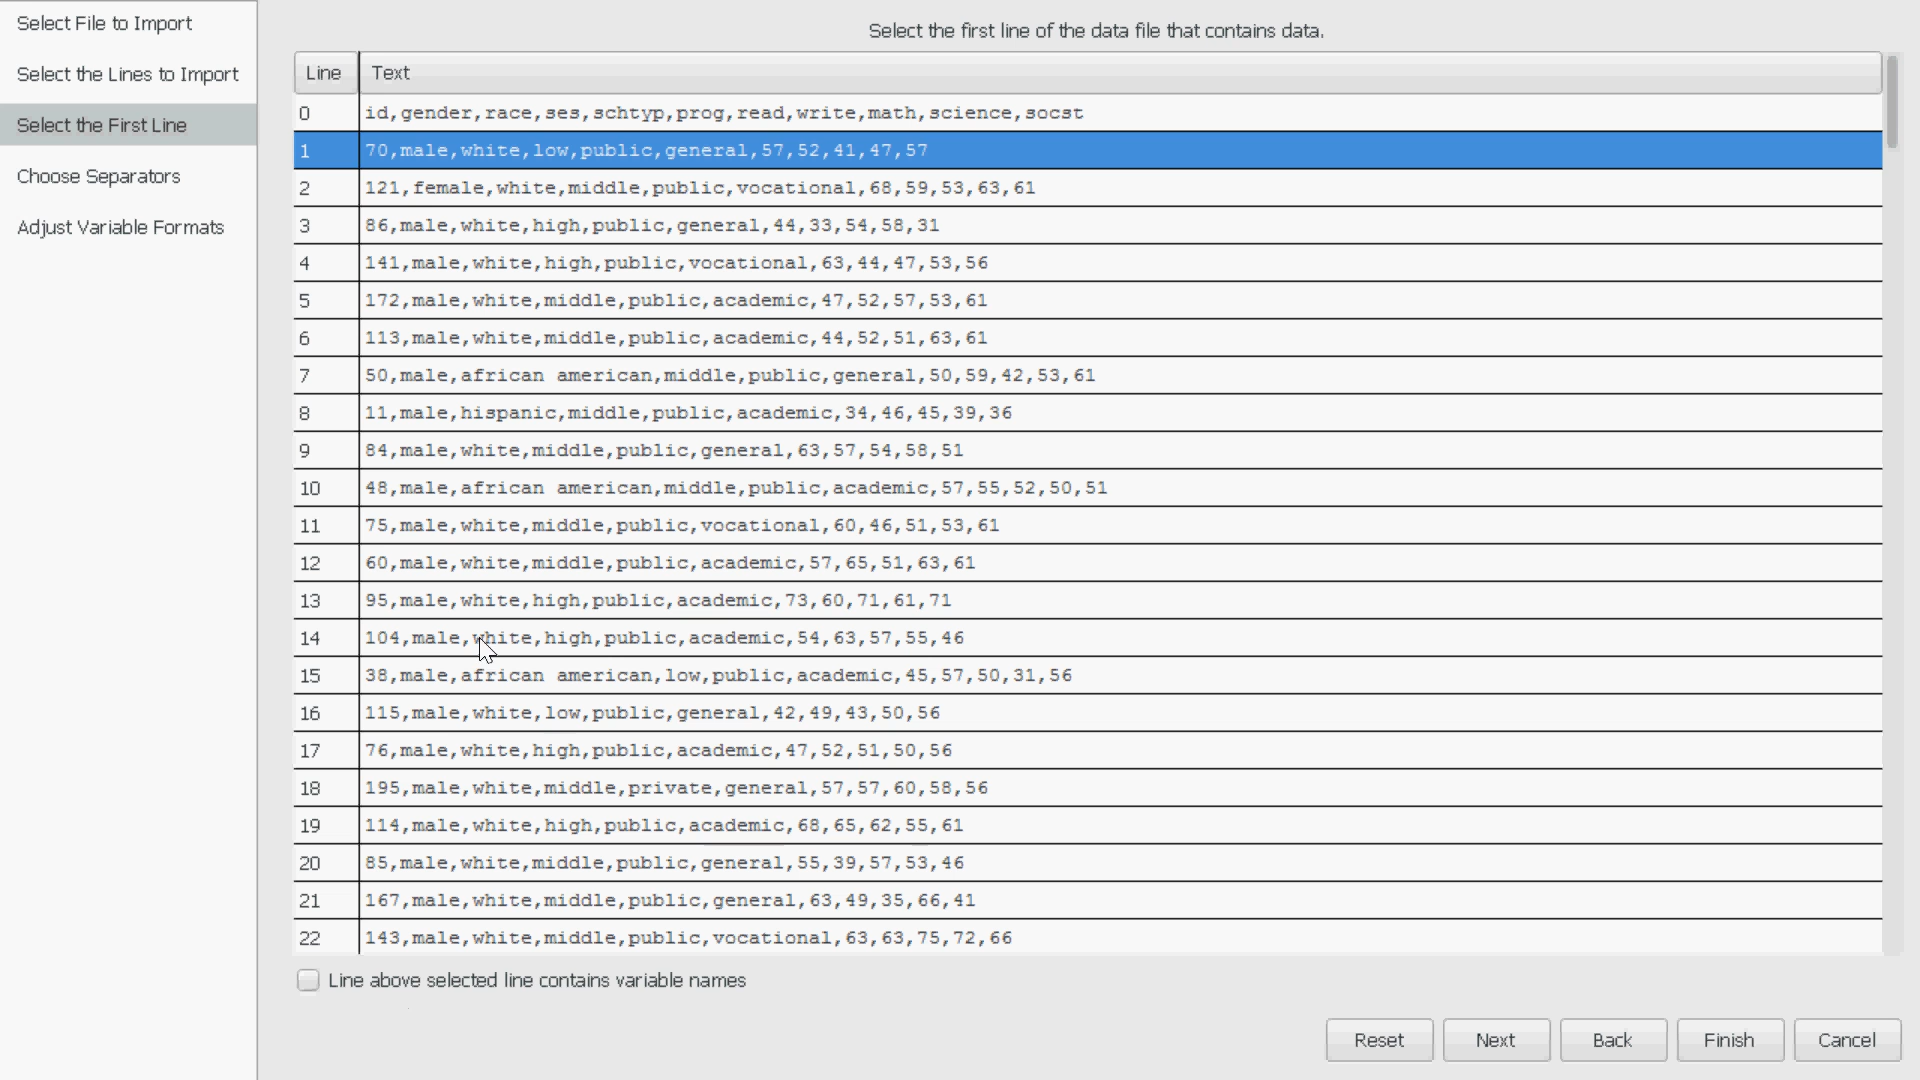 Select File to Import
Select the Lines to Import
Select the First Line
Choose Separators
Adjust Variable Formats
Select the first line of the data file that contains data.
Line Text
0 id,gender,race,ses,schtyp,prog,read,write,math,science,socst
1 70,male,white,low,public,general,57,52,41,47,57
2 121,female,white,middle,public,vocational,68,59,53,63,61
3 86,male,white,high,public,general,44,33,54,58,31
4 141,male,white,high,public,vocational,63,44,47,53,56
5 172,male,white,middle,public,academic,47,52,57,53,61
6 113,male,white,middle,public,academic,44,52,51,63,61
7 50,male,african american,middle,public,general,50,59,42,53,61
8 11,male,hispanic,middle,public,academic,34,46,45,39,36
9 84,male,white,middle,public,general,63,57,54,58,51
10 48,male,african american,middle,public,academic,57,55,52,50,51
11 75,male,white,middle,public,vocational,60,46,51,53,61
12 60,male,white,middle,public,academic,57,65,51,63,61
13 95,male,white,high,public,academic,73,60,71,61,71
14 104,male,white,high,public,academic,54,63,57,55,46
15 38,male,african american,low,public,academic,45,57,50,31,56
16 115,male,white,low,public,general,42,49,43,50,56
17 76,male,white,high,public,academic,47,52,51,50,56
18 195,male,white,middle,private,general,57,57,60,58,56
19 114,male,white,high,public,academic,68,65,62,55,61
20 85,male,white,middle,public,general,55,39,57,53,46
21 167,male,white,middle,public,general,63,49,35,66,41
22 143,male,white,middle,public,vocational,63,63,75,72,66
Line above selected line contains variable names
Reset Next Back Finish Cancel